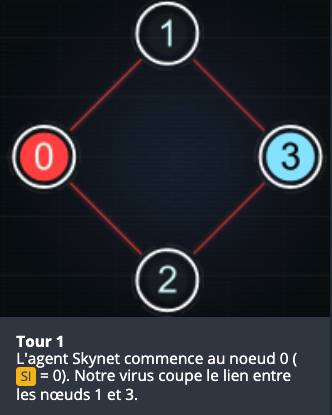 1
0
3
2
Tour 1
L'agent Skynet commence au noeud 0 (
SI = 0). Notre virus coupe le lien entre
les nœuds 1 et 3.